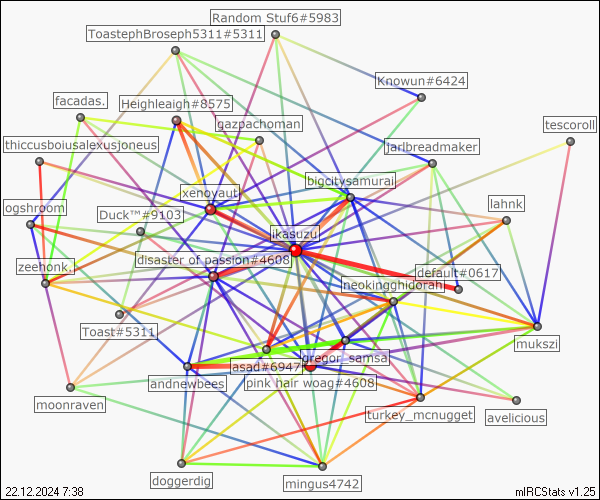 Random Stuf6#5983
ToastephBroseph5311#5311
Knowun#6424
facadas.
Heighleaigh#8575
gazpachoman
tescoroll
thiccusboiusalexusjoneus
jarlbreadmaker
bigcitysamurai
xenoyauti
ogshroom
Duck™#9103
lahnk
ikasuzu
zeehonk.
disaster of passion#4608
default#0617
neokingghidorah
Toast#5311
mukszi
gregor_samsa
asad#6947
andnewbees
pink hair woag#4608
moonraven
turkey_mcnugget
avelicious
doggerdig
mingus4742
22.12.2024 7:38
mIRCStats v1.25